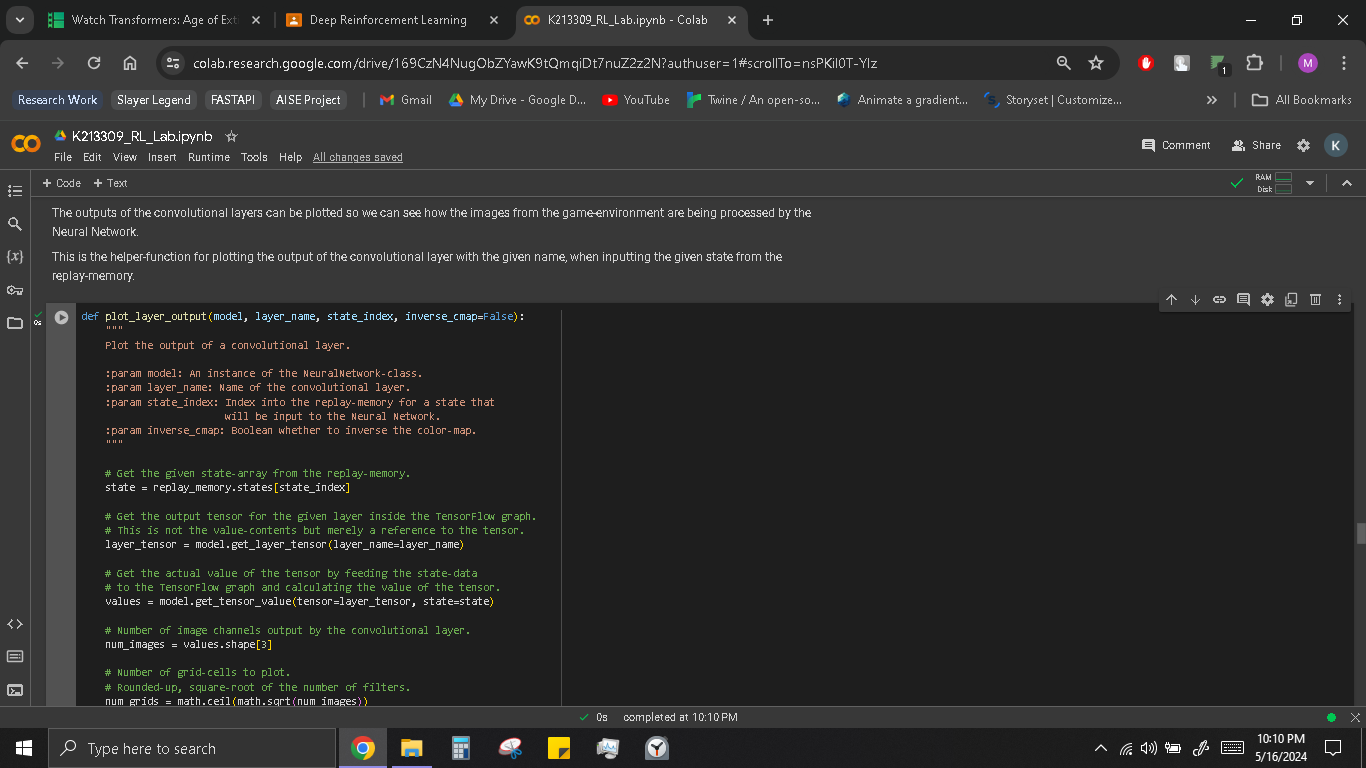 Watch Transformers: Age of Ext
Deep Reinforcement Learning
K213309_RL_Lab.ipynb - Colab
colab.research.google.com/drive/169CzN4NugObZYawK9tQmqiDt7nuZ2z2N?authuser=1#scrollTo=nsPKiI0T-YIz
1
M
Research Work
Slayer Legend
FASTAPI
AISE Project
Gmail
My Drive - Google D...
YouTube
Twine / An open-so...
Animate a gradient...
Storyset | Customize...
»
All Bookmarks
K213309_RL_Lab.ipynb
Comment
Share
K
File Edit View Insert Runtime Tools Help All changes saved
+ Code + Text
RAM
Disk
The outputs of the convolutional layers can be plotted so we can see how the images from the game-environment are being processed by the
Neural Network.
This is the helper-function for plotting the output of the convolutional layer with the given name, when inputting the given state from the
replay-memory.
0s
def plot_layer_output(model, layer_name, state_index, inverse_cmap=False):
"""
Plot the output of a convolutional layer.
:param model: An instance of the NeuralNetwork-class.
:param layer_name: Name of the convolutional layer.
:param state_index: Index into the replay-memory for a state that
will be input to the Neural Network.
:param inverse_cmap: Boolean whether to inverse the color-map.
"""
# Get the given state-array from the replay-memory.
state = replay_memory.states[state_index]
# Get the output tensor for the given layer inside the TensorFlow graph.
# This is not the value-contents but merely a reference to the tensor.
layer_tensor = model.get_layer_tensor(layer_name=layer_name)
# Get the actual value of the tensor by feeding the state-data
# to the TensorFlow graph and calculating the value of the tensor.
values = model.get_tensor_value(tensor=layer_tensor, state=state)
# Number of image channels output by the convolutional layer.
num_images = values.shape[3]
# Number of grid-cells to plot.
# Rounded-up, square-root of the number of filters.
num_grids = math.ceil(math.sqrt(num_images))
0s completed at 10:10 PM
Type here to search
10:10 PM
5/16/2024